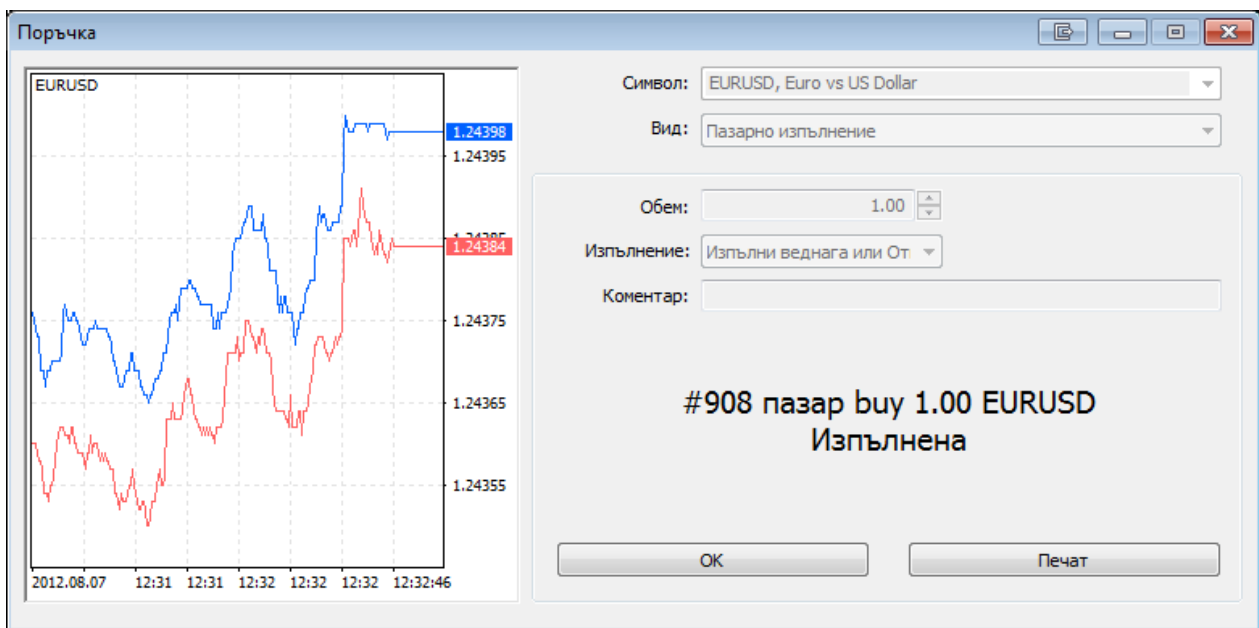 Поръчка
EURUSD
1.24398
1.24395
1.24384
1.24375
1.24365
1.24355
2012.08.07 12:31 12:31 12:32 12:32 12:32 12:32:46
Символ: EURUSD, Euro vs US Dollar
Вид: Пазарно изпълнение
Обем: 1.00
Изпълнение: Изпълни веднага или От
Коментар:
#908 пазар buy 1.00 EURUSD
Изпълнена
OK
Печат